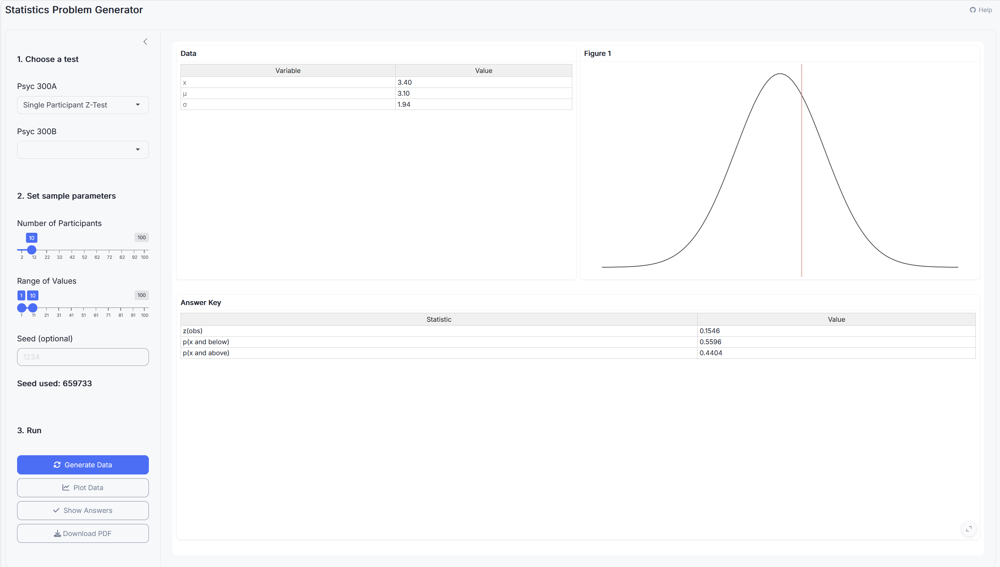 Statistics Problem Generator
Help
1. Choose a test
Psyc 300A
Single Participant Z-Test
Psyc 300B
2. Set sample parameters
Number of Participants
10 100
2 12 22 32 42 52 62 72 82 92 100
Range of Values
1 10 100
1 11 21 31 41 51 61 71 81 91 100
Seed (optional)
1234
Seed used: 659733
3. Run
Generate Data
Plot Data
Show Answers
Download PDF
Data
Variable Value
x 3.40
μ 3.10
σ 1.94
Figure 1
Answer Key
Statistic Value
z(obs) 0.1546
p(x and below) 0.5596
p(x and above) 0.4404